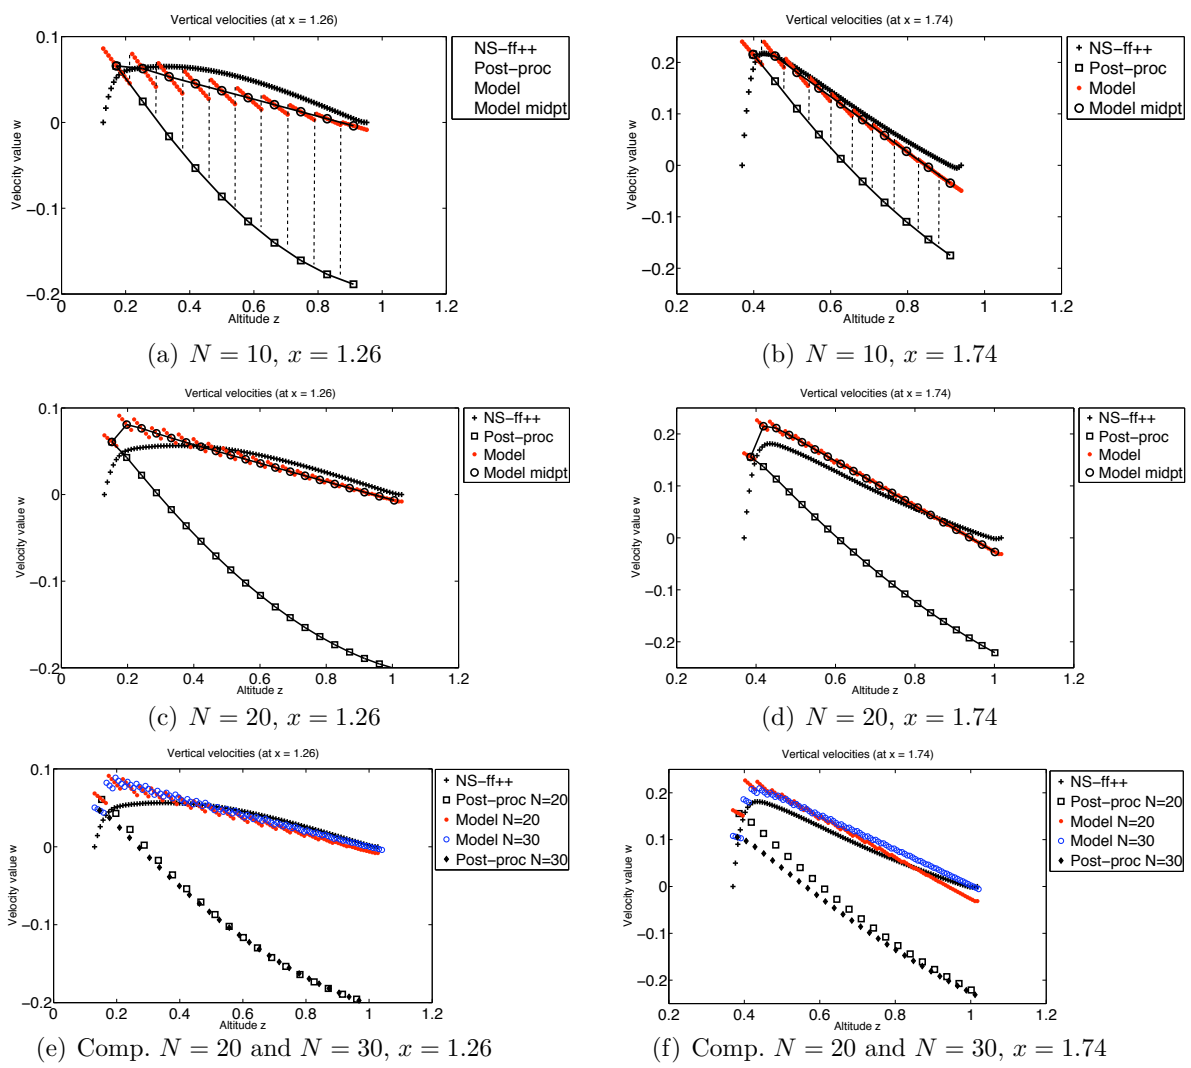 Vertical velocities (at x = 1.26)
0.1
0
−0.1
−0.2
Velocity value w
0
0.2
0.4
0.6
0.8
1
1.2
Altitude z
NS−ff++
Post−proc
Model
Model midpt
(a) N = 10, x = 1.26
Vertical velocities (at x = 1.74)
0.2
0.1
0
−0.1
−0.2
Velocity value w
0.2
0.4
0.6
0.8
1
1.2
Altitude z
NS−ff++
Post−proc
Model
Model midpt
(b) N = 10, x = 1.74
Vertical velocities (at x = 1.26)
0.1
0
−0.1
−0.2
Velocity value w
0
0.2
0.4
0.6
0.8
1
1.2
Altitude z
NS−ff++
Post−proc
Model
Model midpt
(c) N = 20, x = 1.26
Vertical velocities (at x = 1.74)
0.2
0.1
0
−0.1
−0.2
Velocity value w
0.2
0.4
0.6
0.8
1
1.2
Altitude z
NS−ff++
Post−proc
Model
Model midpt
(d) N = 20, x = 1.74
Vertical velocities (at x = 1.26)
0.1
0
−0.1
−0.2
Velocity value w
0
0.2
0.4
0.6
0.8
1
1.2
Altitude z
NS−ff++
Post−proc N=20
Model N=20
Model N=30
Post−proc N=30
(e) Comp. N = 20 and N = 30, x = 1.26
Vertical velocities (at x = 1.74)
0.2
0.1
0
−0.1
−0.2
Velocity value w
0.2
0.4
0.6
0.8
1
1.2
Altitude z
NS−ff++
Post−proc N=20
Model N=20
Model N=30
Post−proc N=30
(f) Comp. N = 20 and N = 30, x = 1.74